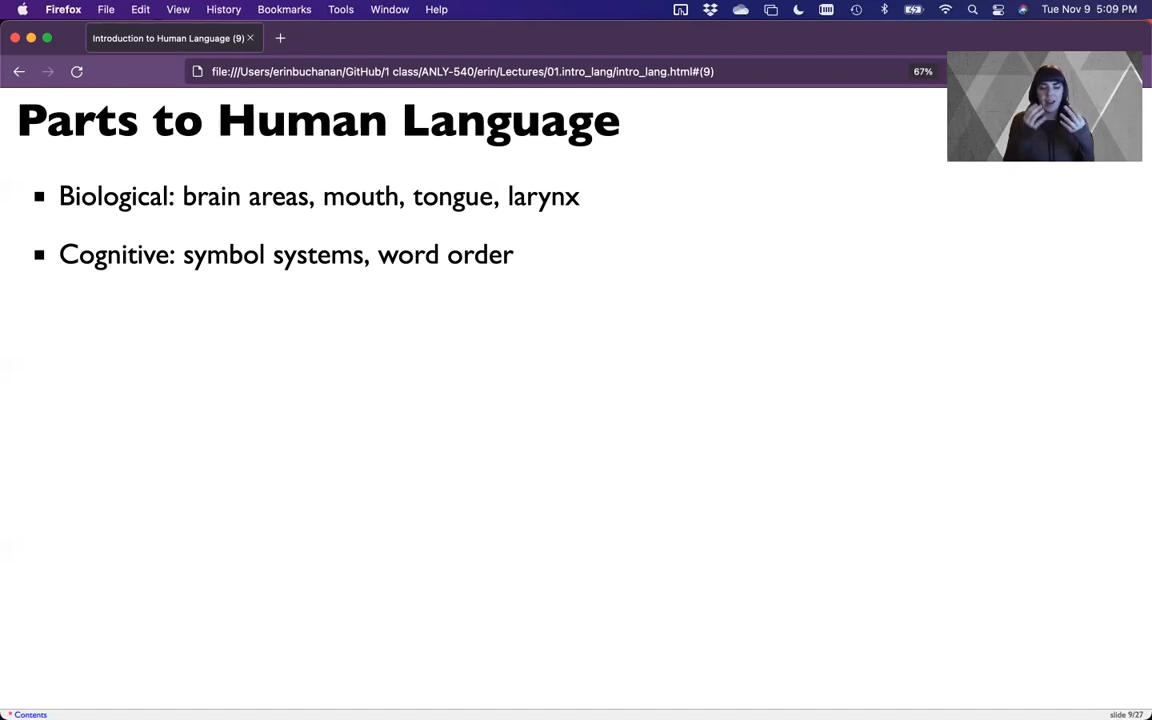 Firefox File Edit View History Bookmarks Tools Window Help Tue Nov 9 5:09 PM
Introduction to Human Language (9)
file:///Users/erinbuchanan/GitHub/1 class/ANLY-540/erin/Lectures/01.intro_lang/intro_lang.html#(9) 67%
Parts to Human Language
Biological: brain areas, mouth, tongue, larynx
Cognitive: symbol systems, word order
* Contents slide 9/27